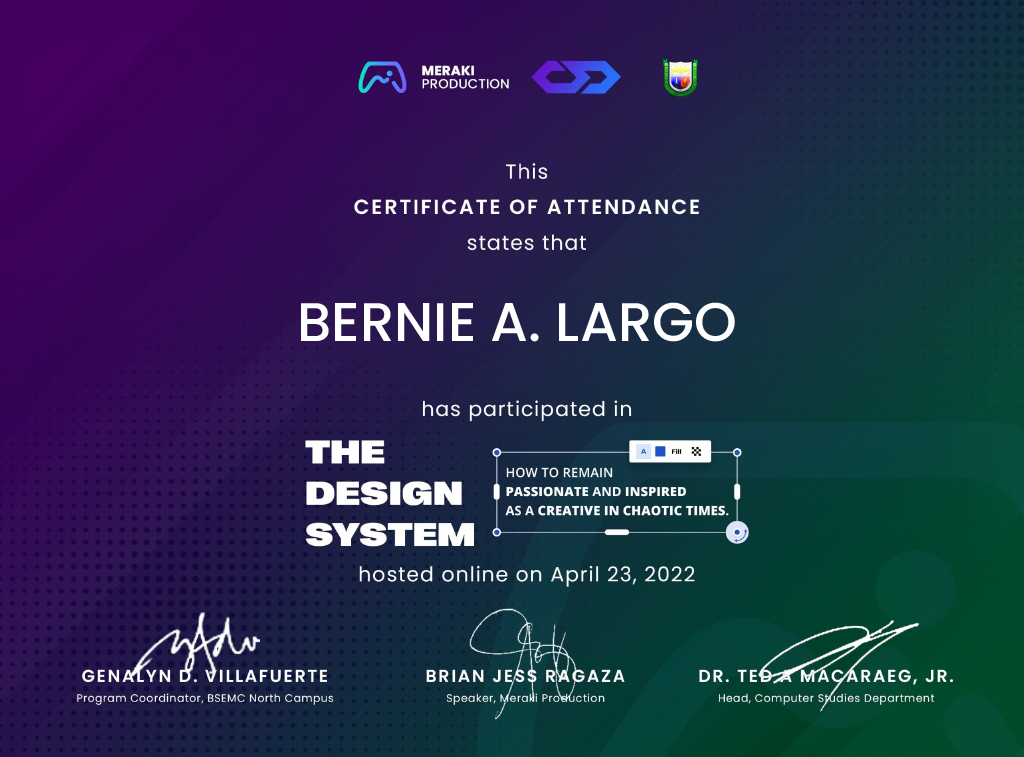 MERAKI
PRODUCTION
This
CERTIFICATE OF ATTENDANCE
states that
BERNIE A. LARGO
has participated in
THE
DESIGN
SYSTEM
A Fill
HOW TO REMAIN
PASSIONATE AND INSPIRED
AS A CREATIVE IN CHAOTIC TIMES.
hosted online on April 23, 2022
GENALYN D. VILLAFUERTE
Program Coordinator, BSEMC North Campus
BRIAN JESS RAGAZA
Speaker, Meraki Production
DR. TED.A MACARAEG, JR.
Head, Computer Studies Department